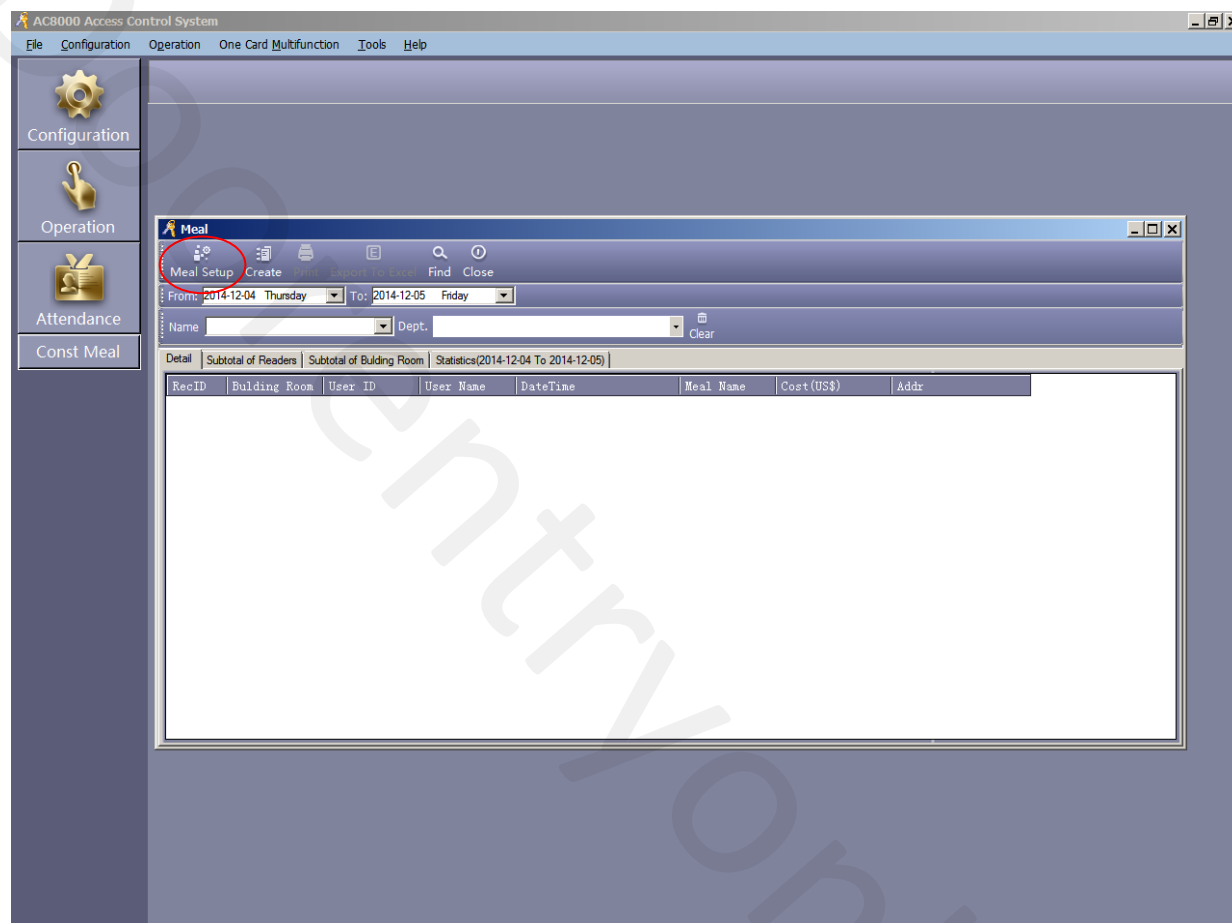 AC8000 Access Control System
File Configuration Operation One Card Multifunction Tools Help
Configuration
Operation
Attendance
Const Meal
Meal
Meal Setup Create Print Export To Excel Find Close
From: 2014-12-04 Thursday To: 2014-12-05 Friday
Name Dept. Clear
Detail Subtotal of Readers Subtotal of Bulding Room Statistics(2014-12-04 To 2014-12-05)
RecID Bulding Room User ID User Name DateTime Meal Name Cost(US$) Addr